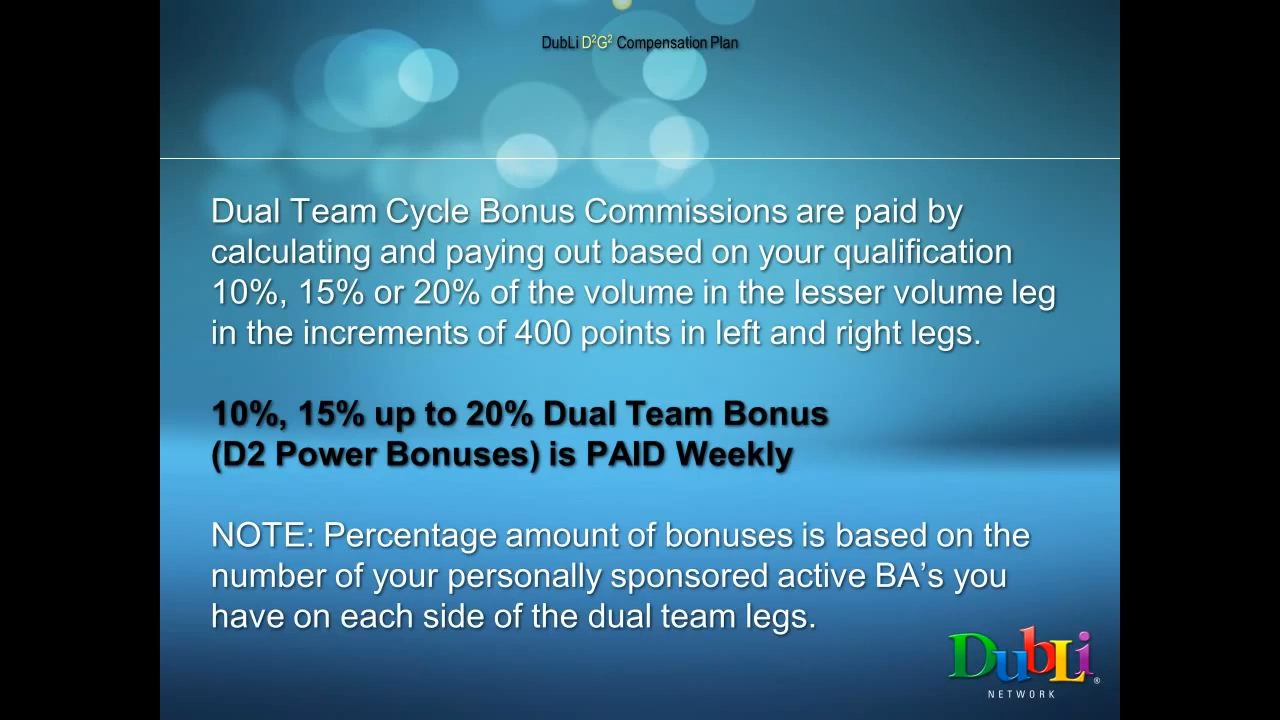 DubLi D²G² Compensation Plan
Dual Team Cycle Bonus Commissions are paid by
calculating and paying out based on your qualification
10%, 15% or 20% of the volume in the lesser volume leg
in the increments of 400 points in left and right legs.
10%, 15% up to 20% Dual Team Bonus
(D2 Power Bonuses) is PAID Weekly
NOTE: Percentage amount of bonuses is based on the
number of your personally sponsored active BA’s you
have on each side of the dual team legs.
DubLi®
NETWORK